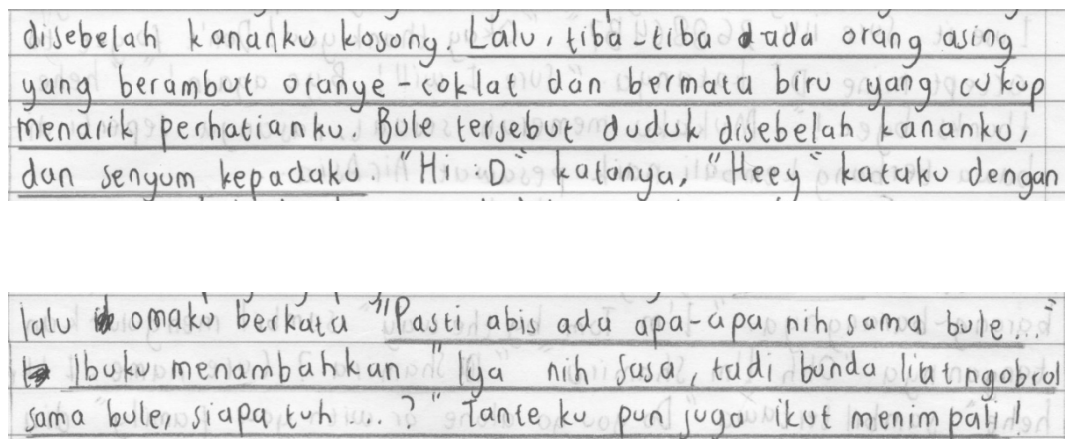 disebelah kananku kosong. Lalu, tiba-tiba ada orang asing
yang berambut oranye-coklat dan bermata biru yang cukup
menarik perhatianku. Bule tersebut duduk disebelah kananku,
dan senyum kepadaku. "Hi :D" katanya, "Heey" kataku dengan
lalu omaku berkata "Pasti abis ada apa-apa nih sama bule..."
Ibuku menambahkan "Iya nih Sasa, tadi bunda liat ngobrol
sama bule, siapa tuh...?" Tante ku pun juga ikut menimpali